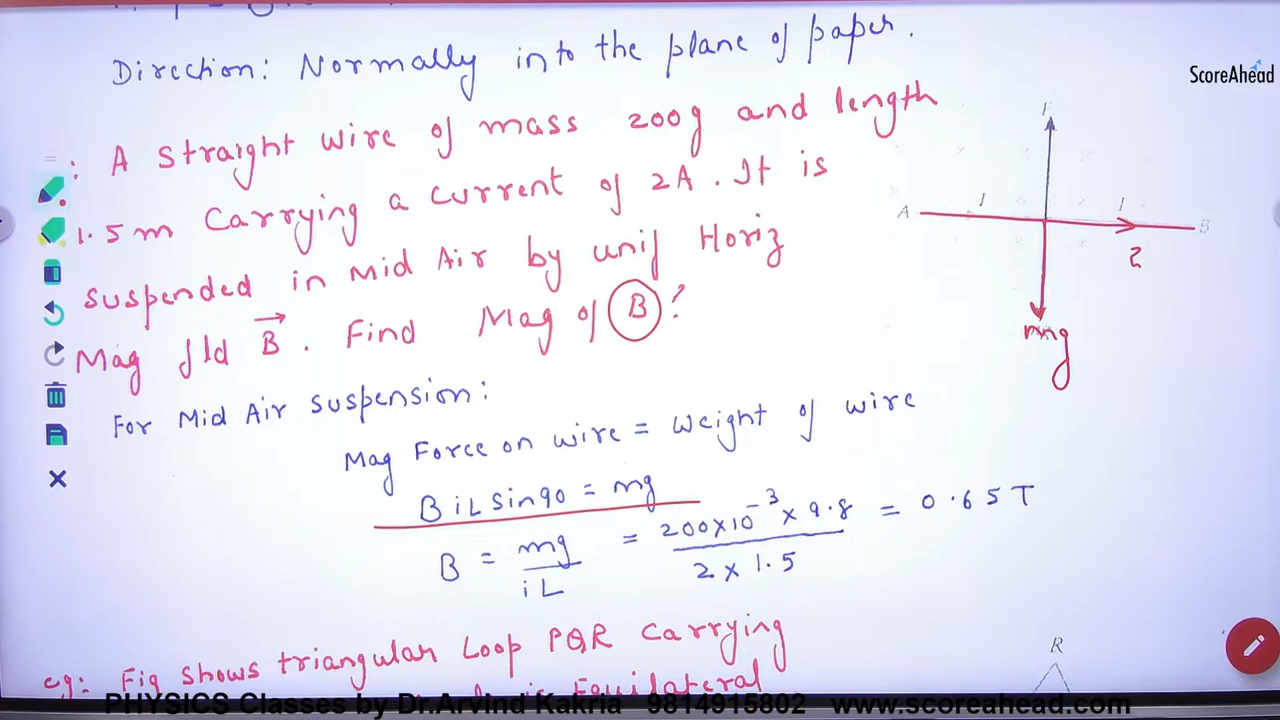 Direction: Normally into the plane of paper.
ScoreAhead
: A straight wire of mass 200g and length
1.5m carrying a current of 2A. It is
suspended in Mid Air by unif Horiz
Mag fld B. Find Mag of B?
A I I B
2
mg
For Mid Air suspension:
Mag Force on wire = weight of wire
B i L sin90 = mg
B = mg / iL = 200×10⁻³ × 9.8 / 2 × 1.5 = 0.65 T
eg: Fig shows triangular Loop PQR carrying
Equilateral
R
PHYSICS Classes by Dr.Arvind Kakria 9814915802 www.scoreahead.com